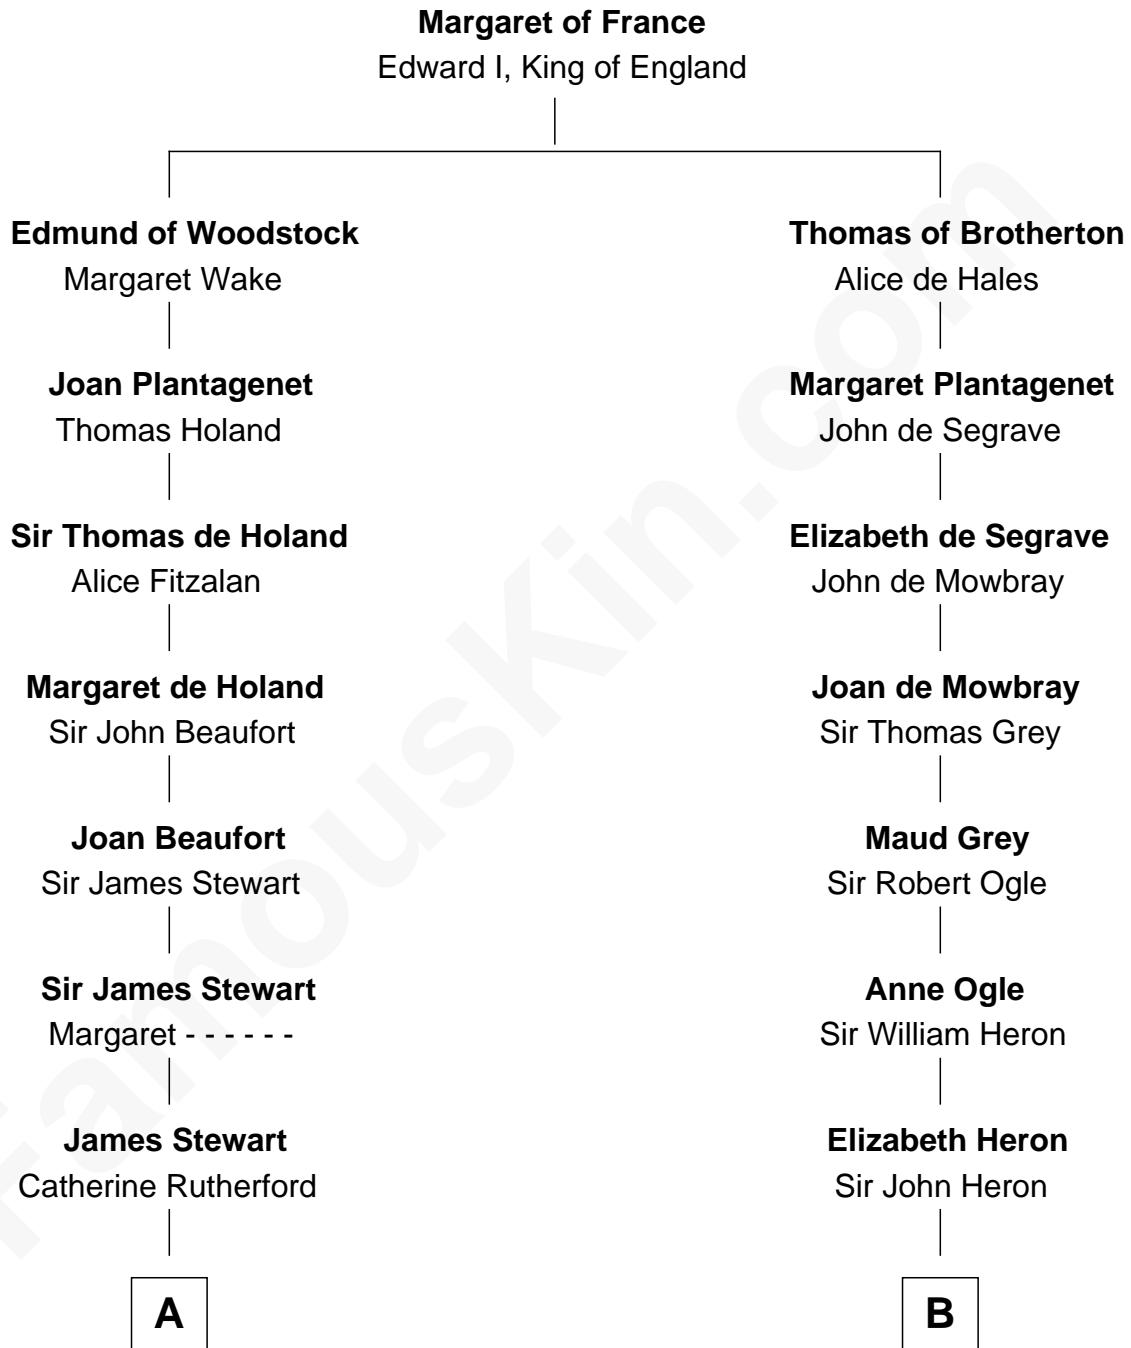 Margaret of France
Edward I, King of England
Edmund of Woodstock
Margaret Wake
Thomas of Brotherton
Alice de Hales
Joan Plantagenet
Thomas Holand
Margaret Plantagenet
John de Segrave
Sir Thomas de Holand
Alice Fitzalan
Elizabeth de Segrave
John de Mowbray
Margaret de Holand
Sir John Beaufort
Joan de Mowbray
Sir Thomas Grey
Joan Beaufort
Sir James Stewart
Maud Grey
Sir Robert Ogle
Sir James Stewart
Margaret - - - - - -
Anne Ogle
Sir William Heron
James Stewart
Catherine Rutherford
Elizabeth Heron
Sir John Heron
A
B
FamousKin.com